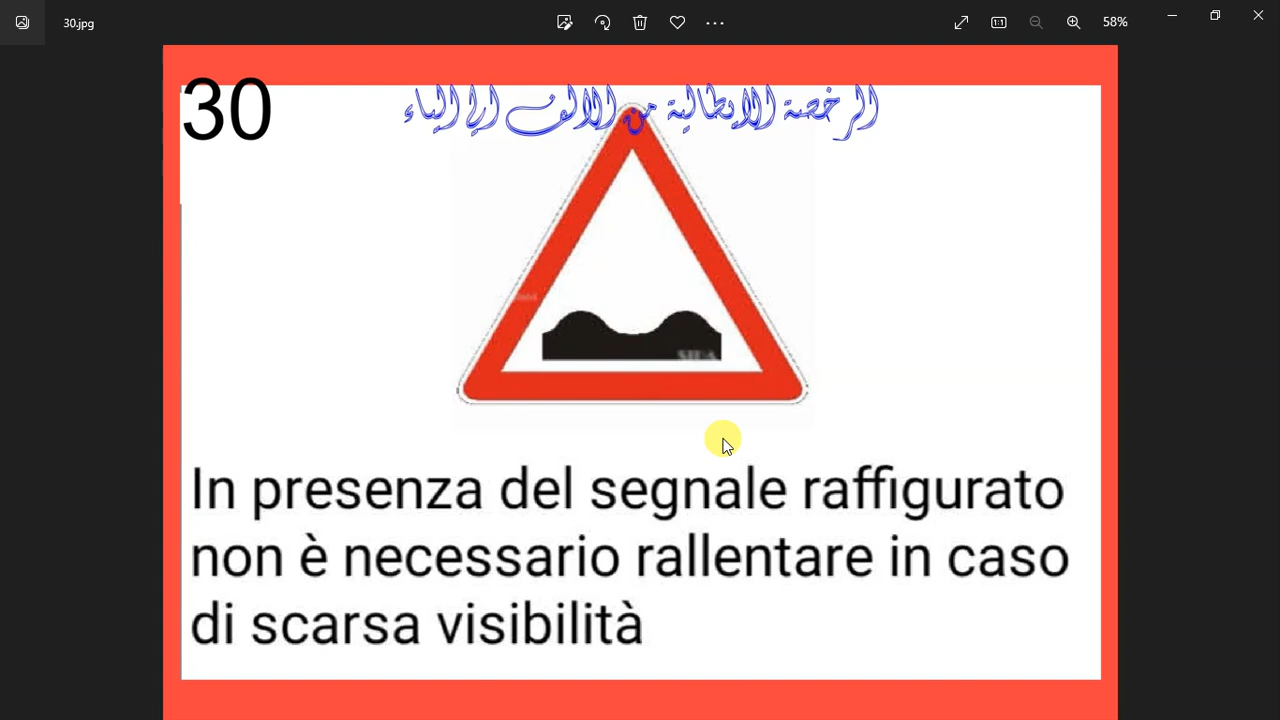 30.jpg
58%
30
الرخصة الايطالية من الالف الى الياء
In presenza del segnale raffigurato
non è necessario rallentare in caso
di scarsa visibilità